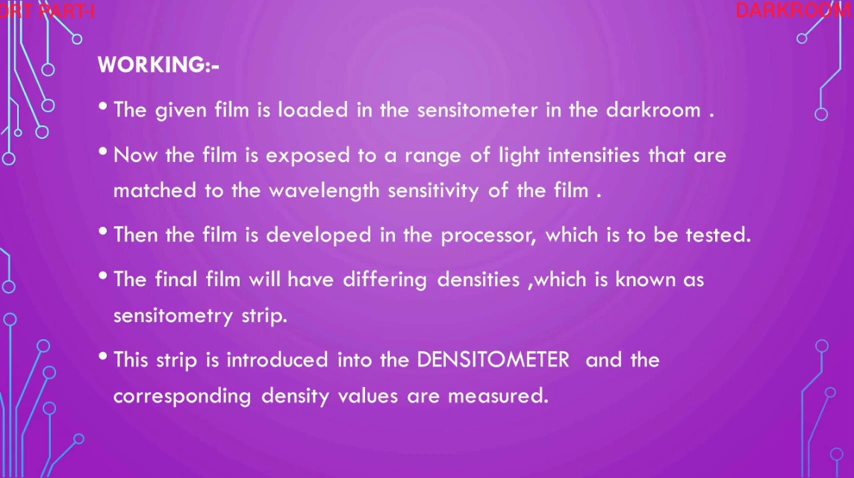 ORT PART-I
DARKROOM
WORKING:-
• The given film is loaded in the sensitometer in the darkroom .
• Now the film is exposed to a range of light intensities that are
matched to the wavelength sensitivity of the film .
• Then the film is developed in the processor, which is to be tested.
• The final film will have differing densities ,which is known as
sensitometry strip.
• This strip is introduced into the DENSITOMETER and the
corresponding density values are measured.